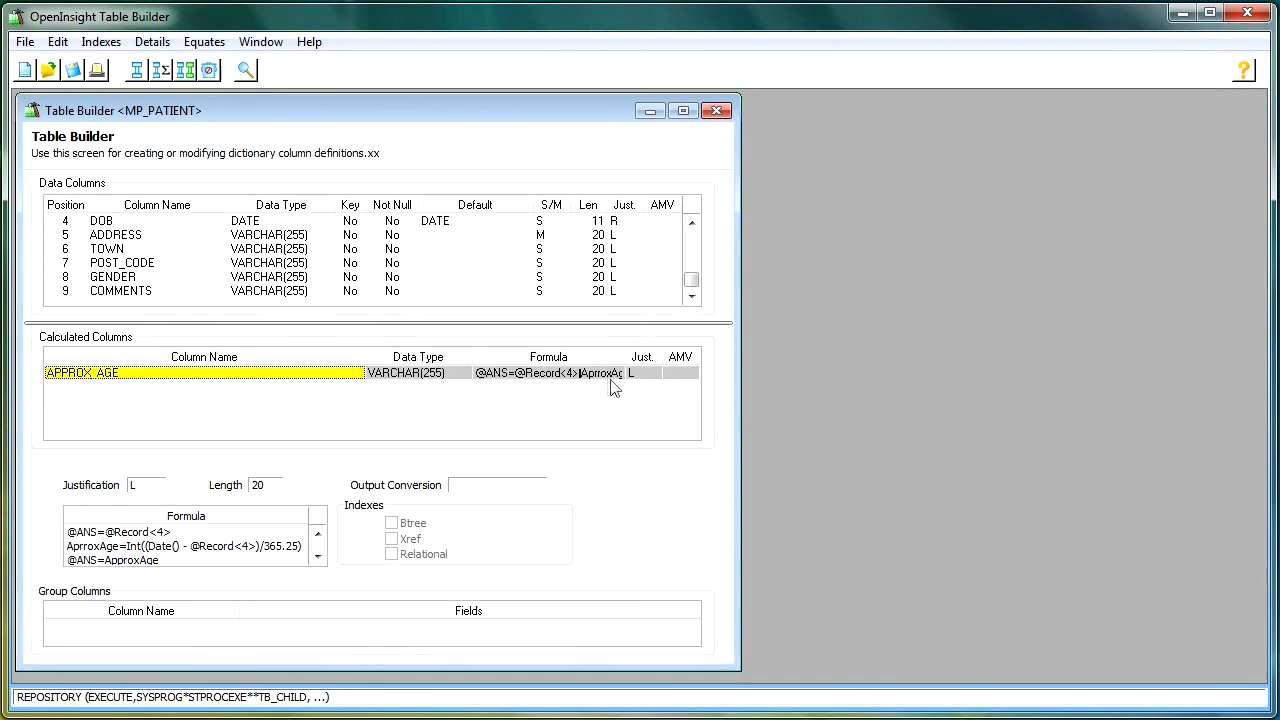 OpenInsight Table Builder
File Edit Indexes Details Equates Window Help
Table Builder <MP_PATIENT>
Table Builder
Use this screen for creating or modifying dictionary column definitions.xx
Data Columns
Position Column Name Data Type Key Not Null Default S/M Len Just. AMV
4 DOB DATE No No DATE S 11 R
5 ADDRESS VARCHAR(255) No No M 20 L
6 TOWN VARCHAR(255) No No S 20 L
7 POST_CODE VARCHAR(255) No No S 20 L
8 GENDER VARCHAR(255) No No S 20 L
9 COMMENTS VARCHAR(255) No No S 20 L
Calculated Columns
Column Name Data Type Formula Just. AMV
APPROX_AGE VARCHAR(255) @ANS=@Record<4> AprroxAg L
Justification L Length 20 Output Conversion
Indexes
Formula
@ANS=@Record<4>
AprroxAge=Int((Date() - @Record<4>)/365.25)
@ANS=ApproxAge
Btree
Xref
Relational
Group Columns
Column Name Fields
REPOSITORY (EXECUTE,SYSPROG*STPROCEXE**TB_CHILD, ...)